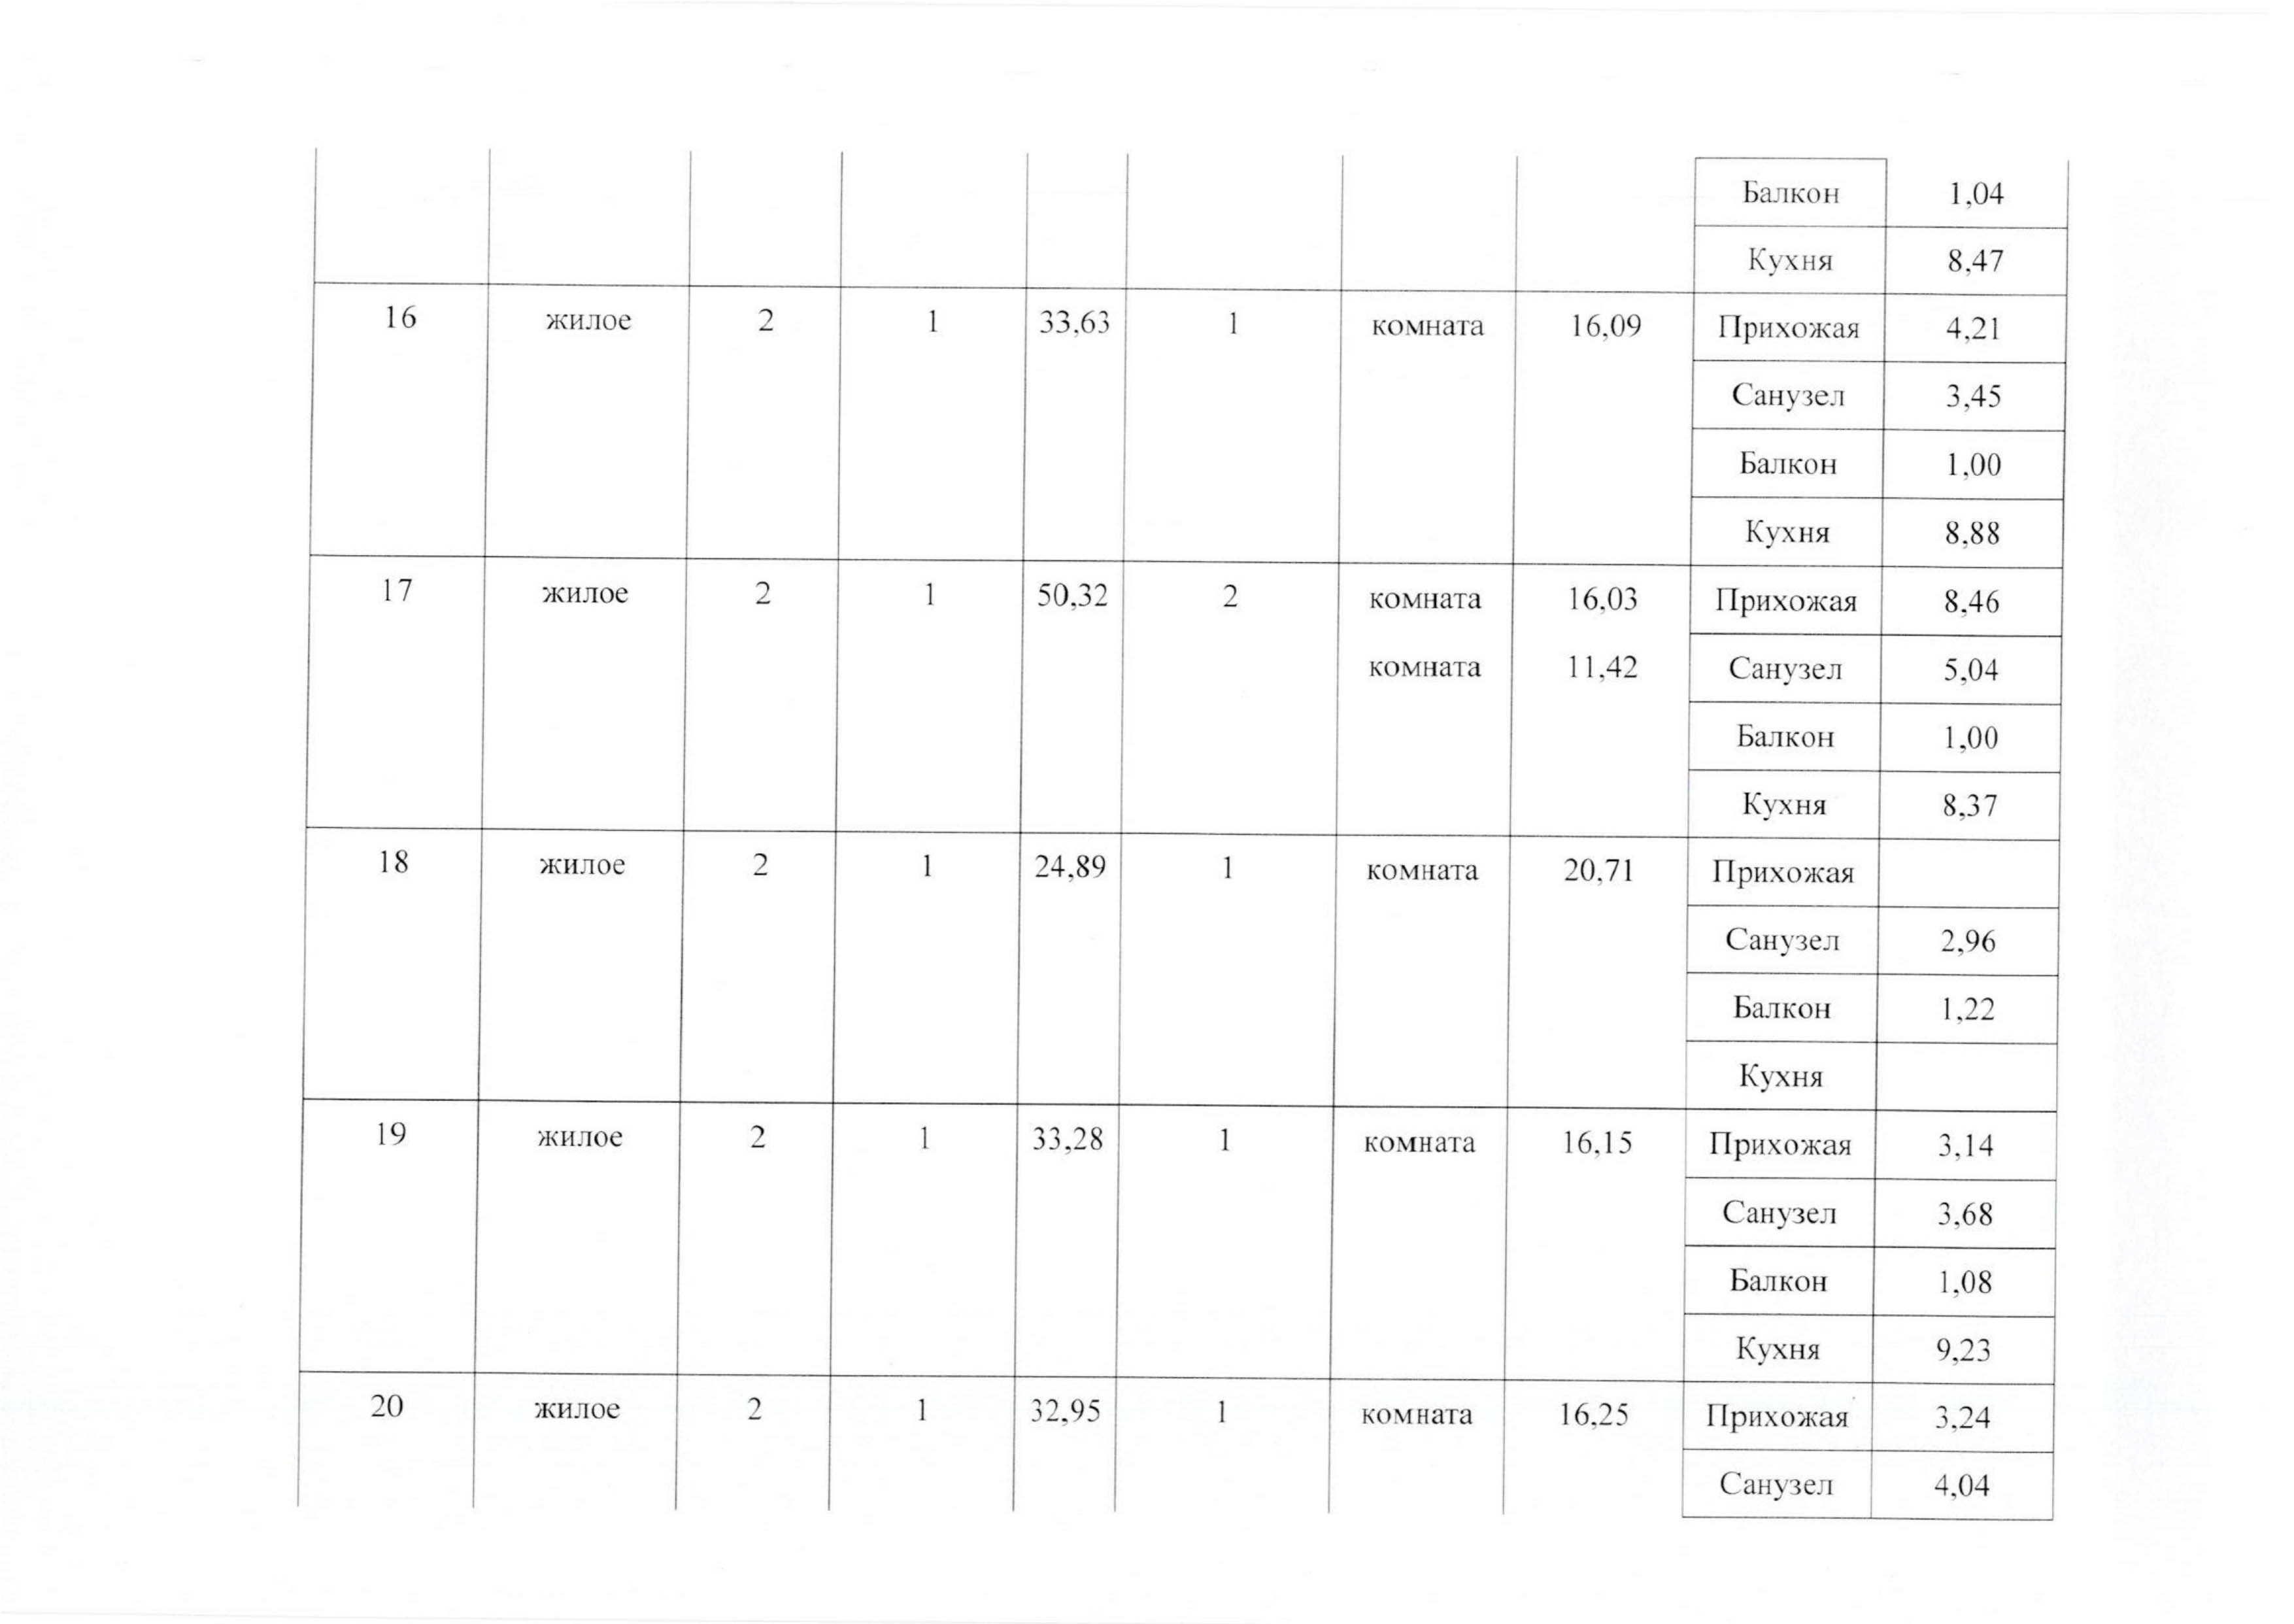 Балкон 1,04
Кухня 8,47
16 жилое 2 1 33,63 1 комната 16,09 Прихожая 4,21
Санузел 3,45
Балкон 1,00
Кухня 8,88
17 жилое 2 1 50,32 2 комната 16,03 Прихожая 8,46
комната 11,42 Санузел 5,04
Балкон 1,00
Кухня 8,37
18 жилое 2 1 24,89 1 комната 20,71 Прихожая
Санузел 2,96
Балкон 1,22
Кухня
19 жилое 2 1 33,28 1 комната 16,15 Прихожая 3,14
Санузел 3,68
Балкон 1,08
Кухня 9,23
20 жилое 2 1 32,95 1 комната 16,25 Прихожая 3,24
Санузел 4,04